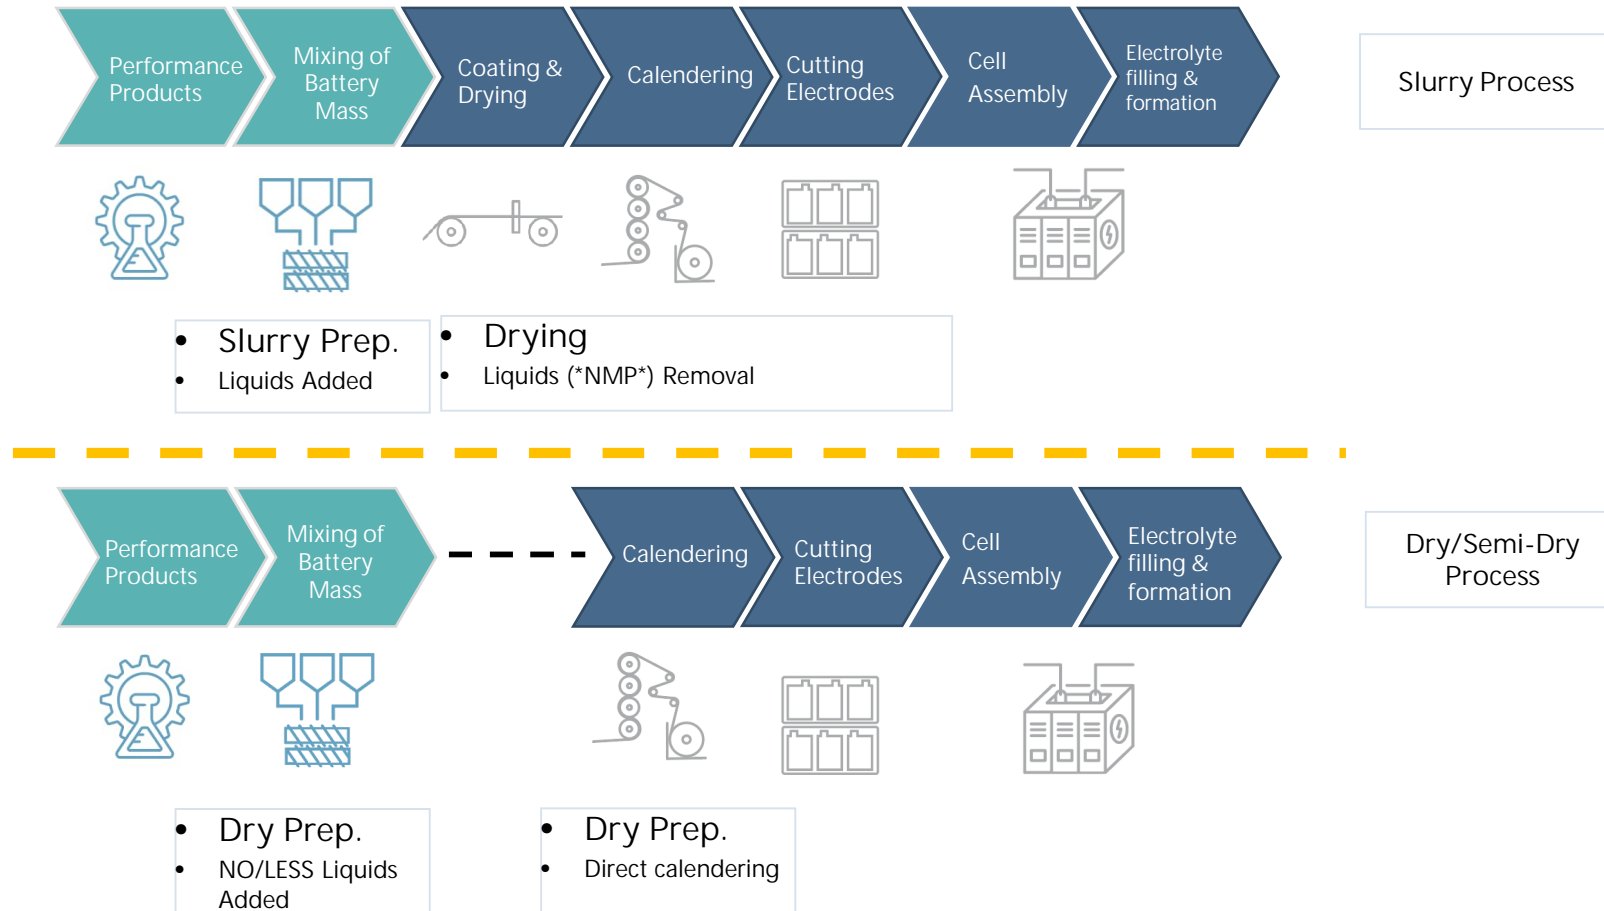 Performance
Products
Mixing of
Battery
Mass
Coating &
Drying
Calendering
Cutting
Electrodes
Cell
Assembly
Electrolyte
filling &
formation
Slurry Process
• Slurry Prep.
• Liquids Added
• Drying
• Liquids (*NMP*) Removal
Performance
Products
Mixing of
Battery
Mass
Calendering
Cutting
Electrodes
Cell
Assembly
Electrolyte
filling &
formation
Dry/Semi-Dry
Process
• Dry Prep.
• NO/LESS Liquids
Added
• Dry Prep.
• Direct calendering